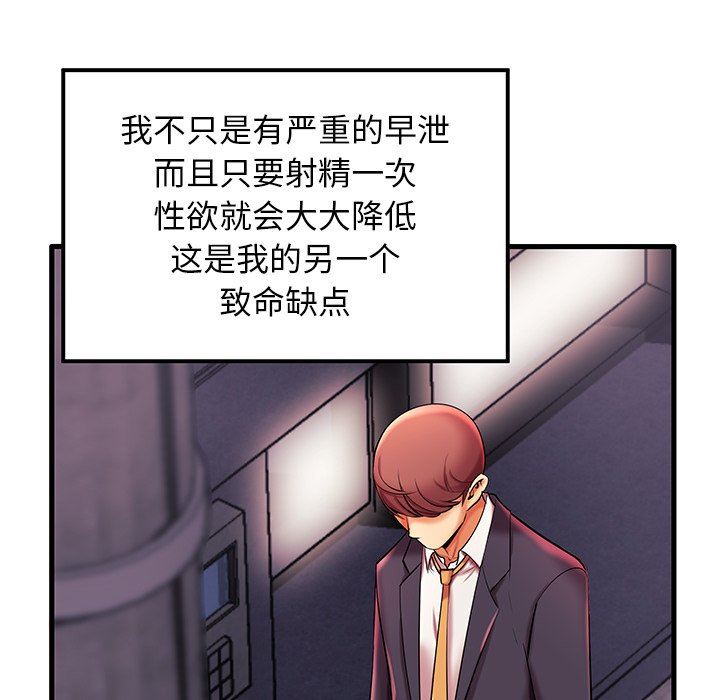 我不只是有严重的早泄
而且只要射精一次
性欲就会大大降低
这是我的另一个
致命缺点